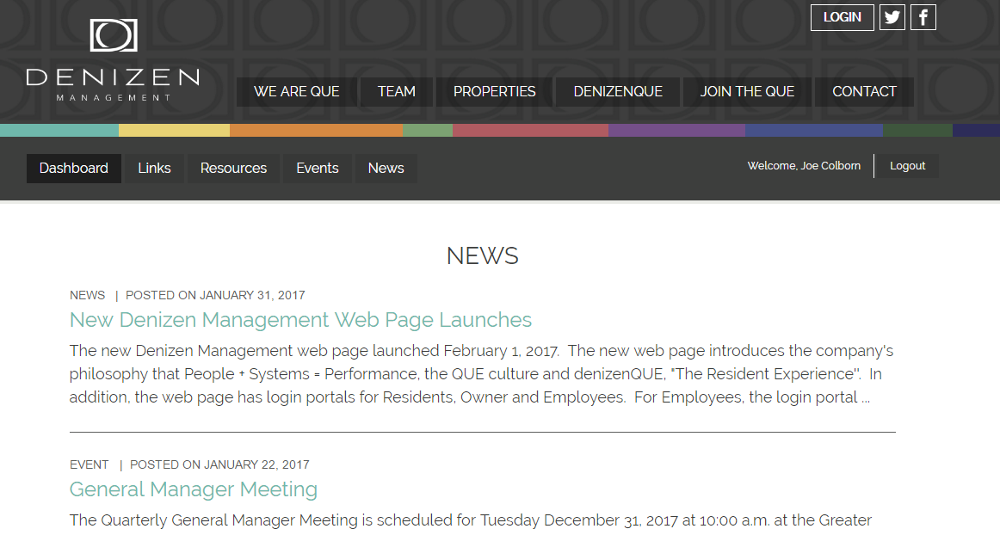 LOGIN
DENIZEN
MANAGEMENT
WE ARE QUE TEAM PROPERTIES DENIZENQUE JOIN THE QUE CONTACT
Dashboard Links Resources Events News Welcome, Joe Colborn Logout
NEWS
NEWS | POSTED ON JANUARY 31, 2017
New Denizen Management Web Page Launches
The new Denizen Management web page launched February 1, 2017. The new web page introduces the company's
philosophy that People + Systems = Performance, the QUE culture and denizenQUE, "The Resident Experience". In
addition, the web page has login portals for Residents, Owner and Employees. For Employees, the login portal ...
EVENT | POSTED ON JANUARY 22, 2017
General Manager Meeting
The Quarterly General Manager Meeting is scheduled for Tuesday December 31, 2017 at 10:00 a.m. at the Greater